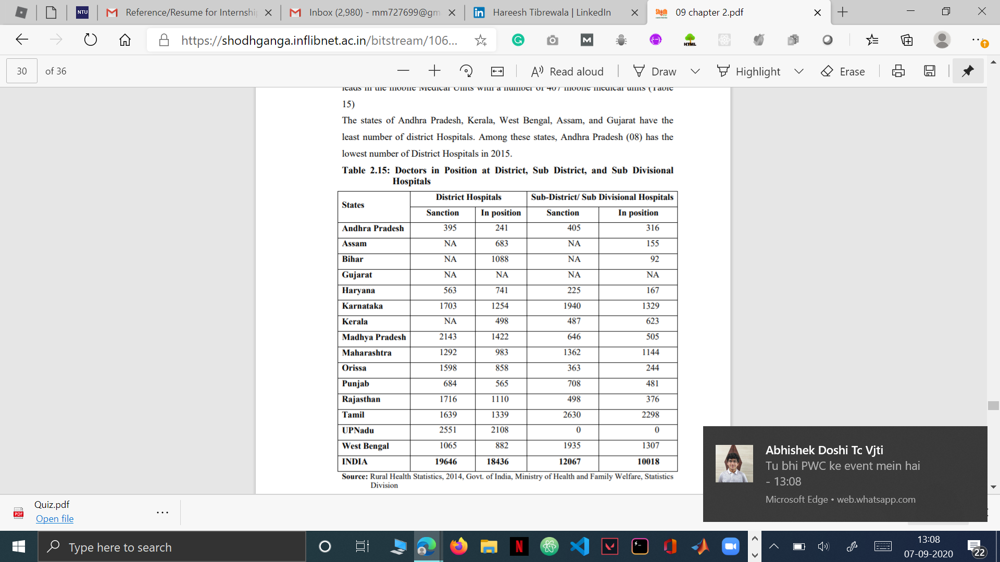 NTU
Reference/Resume for Internshi
Inbox (2,980) - mm727699@gm
Hareesh Tibrewala | LinkedIn
Shodh
09 chapter 2.pdf
https://shodhganga.inflibnet.ac.in/bitstream/106...
HTML
30 of 36
Read aloud
Draw
Highlight
Erase
leads in the mobile Medical Units with a number of 407 mobile medical units (Table
15)
The states of Andhra Pradesh, Kerala, West Bengal, Assam, and Gujarat have the
least number of district Hospitals. Among these states, Andhra Pradesh (08) has the
lowest number of District Hospitals in 2015.
Table 2.15: Doctors in Position at District, Sub District, and Sub Divisional
Hospitals
States District Hospitals Sub-District/ Sub Divisional Hospitals
Sanction In position Sanction In position
Andhra Pradesh 395 241 405 316
Assam NA 683 NA 155
Bihar NA 1088 NA 92
Gujarat NA NA NA NA
Haryana 563 741 225 167
Karnataka 1703 1254 1940 1329
Kerala NA 498 487 623
Madhya Pradesh 2143 1422 646 505
Maharashtra 1292 983 1362 1144
Orissa 1598 858 363 244
Punjab 684 565 708 481
Rajasthan 1716 1110 498 376
Tamil 1639 1339 2630 2298
UPNadu 2551 2108 0 0
West Bengal 1065 882 1935 1307
INDIA 19646 18436 12067 10018
Source: Rural Health Statistics, 2014, Govt. of India, Ministry of Health and Family Welfare, Statistics
Division
Abhishek Doshi Tc Vjti
Tu bhi PWC ke event mein hai
- 13:08
Microsoft Edge • web.whatsapp.com
PDF
Quiz.pdf
Open file
Type here to search
13:08
07-09-2020
22